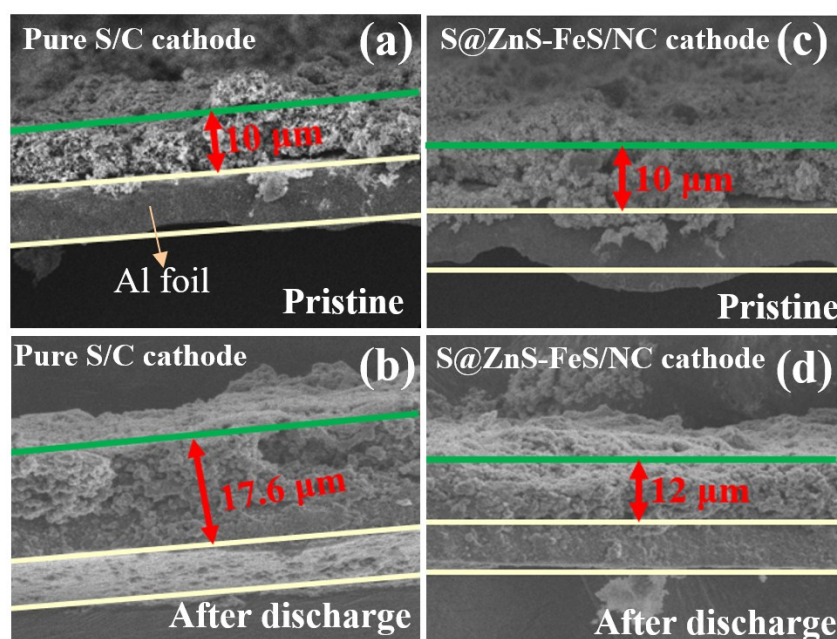 Pure S/C cathode
(a)
10 μm
Al foil
Pristine
S@ZnS-FeS/NC cathode
(c)
10 μm
Pristine
Pure S/C cathode
(b)
17.6 μm
After discharge
S@ZnS-FeS/NC cathode
(d)
12 μm
After discharge